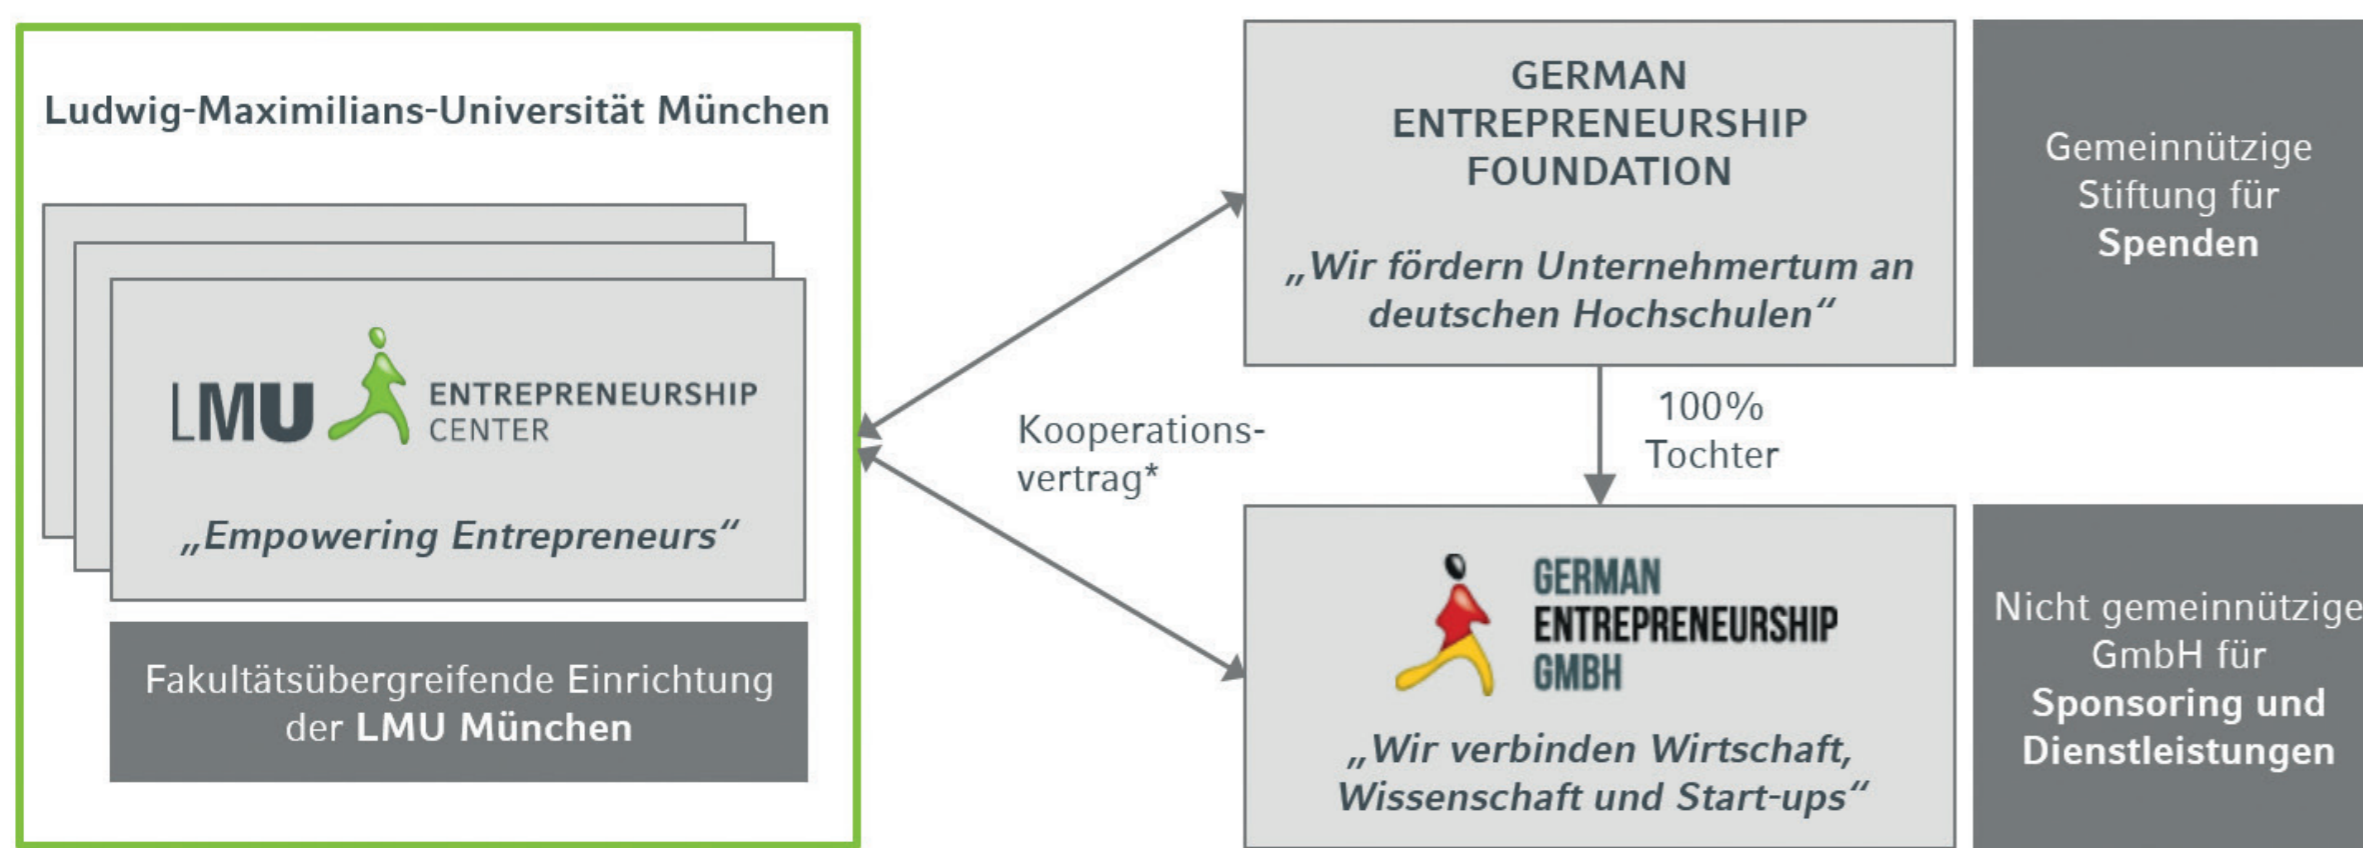 Ludwig-Maximilians-Universität München
LMU ENTREPRENEURSHIP
CENTER
„Empowering Entrepreneurs“
Fakultätsübergreifende Einrichtung
der LMU München
Kooperations-
vertrag*
GERMAN
ENTREPRENEURSHIP
FOUNDATION
„Wir fördern Unternehmertum an
deutschen Hochschulen“
Gemeinnützige
Stiftung für
Spenden
100%
Tochter
GERMAN
ENTREPRENEURSHIP
GMBH
„Wir verbinden Wirtschaft,
Wissenschaft und Start-ups“
Nicht gemeinnützige
GmbH für
Sponsoring und
Dienstleistungen